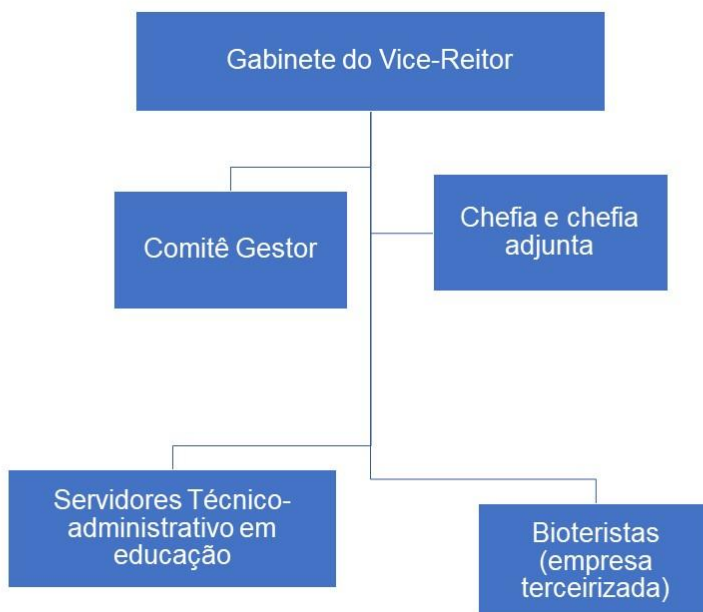 Gabinete do Vice-Reitor
Comitê Gestor
Chefia e chefia
adjunta
Servidores Técnico-
administrativo em
educação
Bioteristas
(empresa
terceirizada)